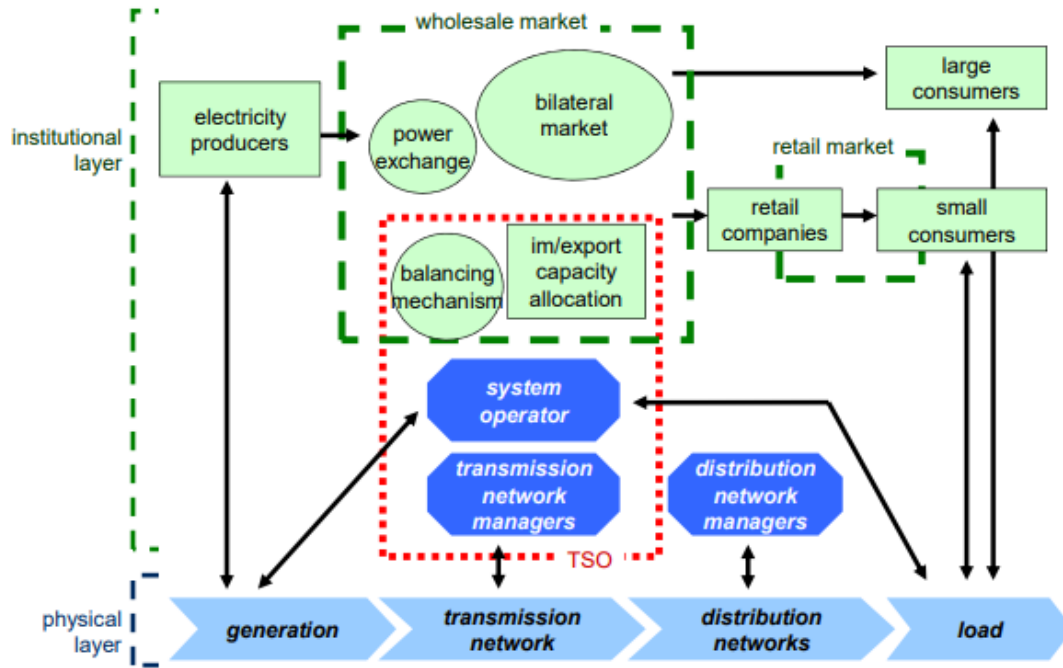 wholesale market
electricity
producers
power
exchange
bilateral
market
large
consumers
institutional
layer
retail market
retail
companies
small
consumers
balancing
mechanism
im/export
capacity
allocation
system
operator
transmission
network
managers
distribution
network
managers
TSO
physical
layer
generation
transmission
network
distribution
networks
load